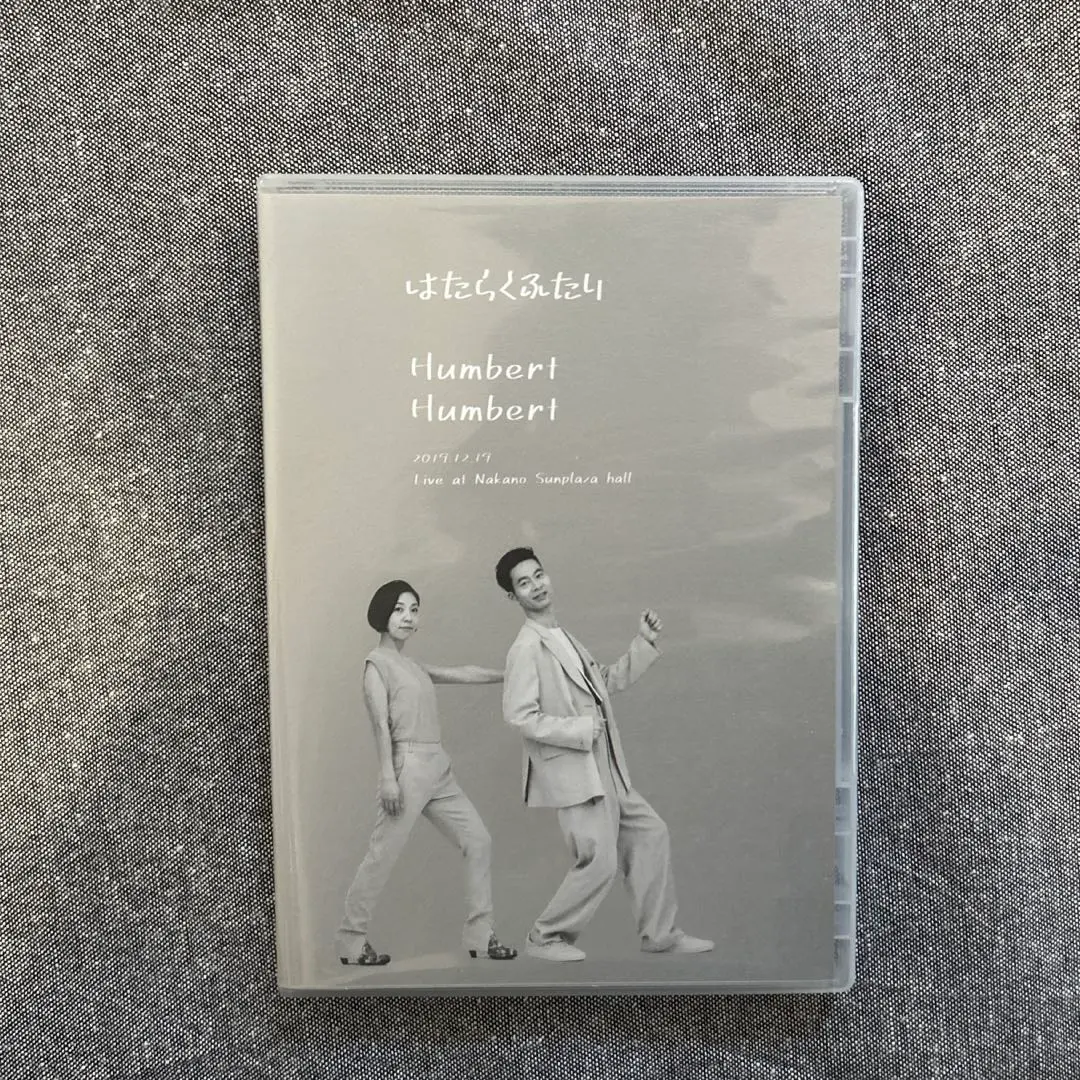 はたらくふたり
Humbert
Humbert
2019.12.19
Live at Nakano Sunplaza hall